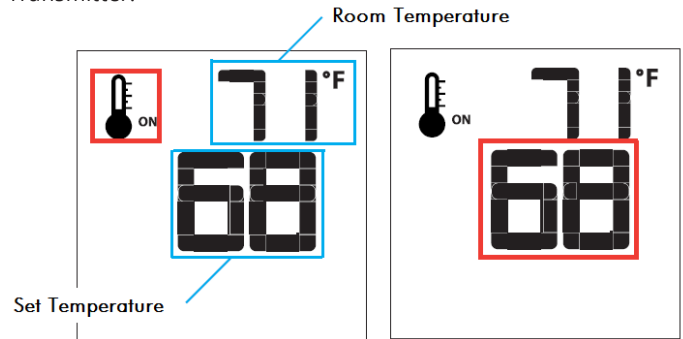 Transmitter.
Room Temperature
71 °F
ON
68
71 °F
ON
68
Set Temperature